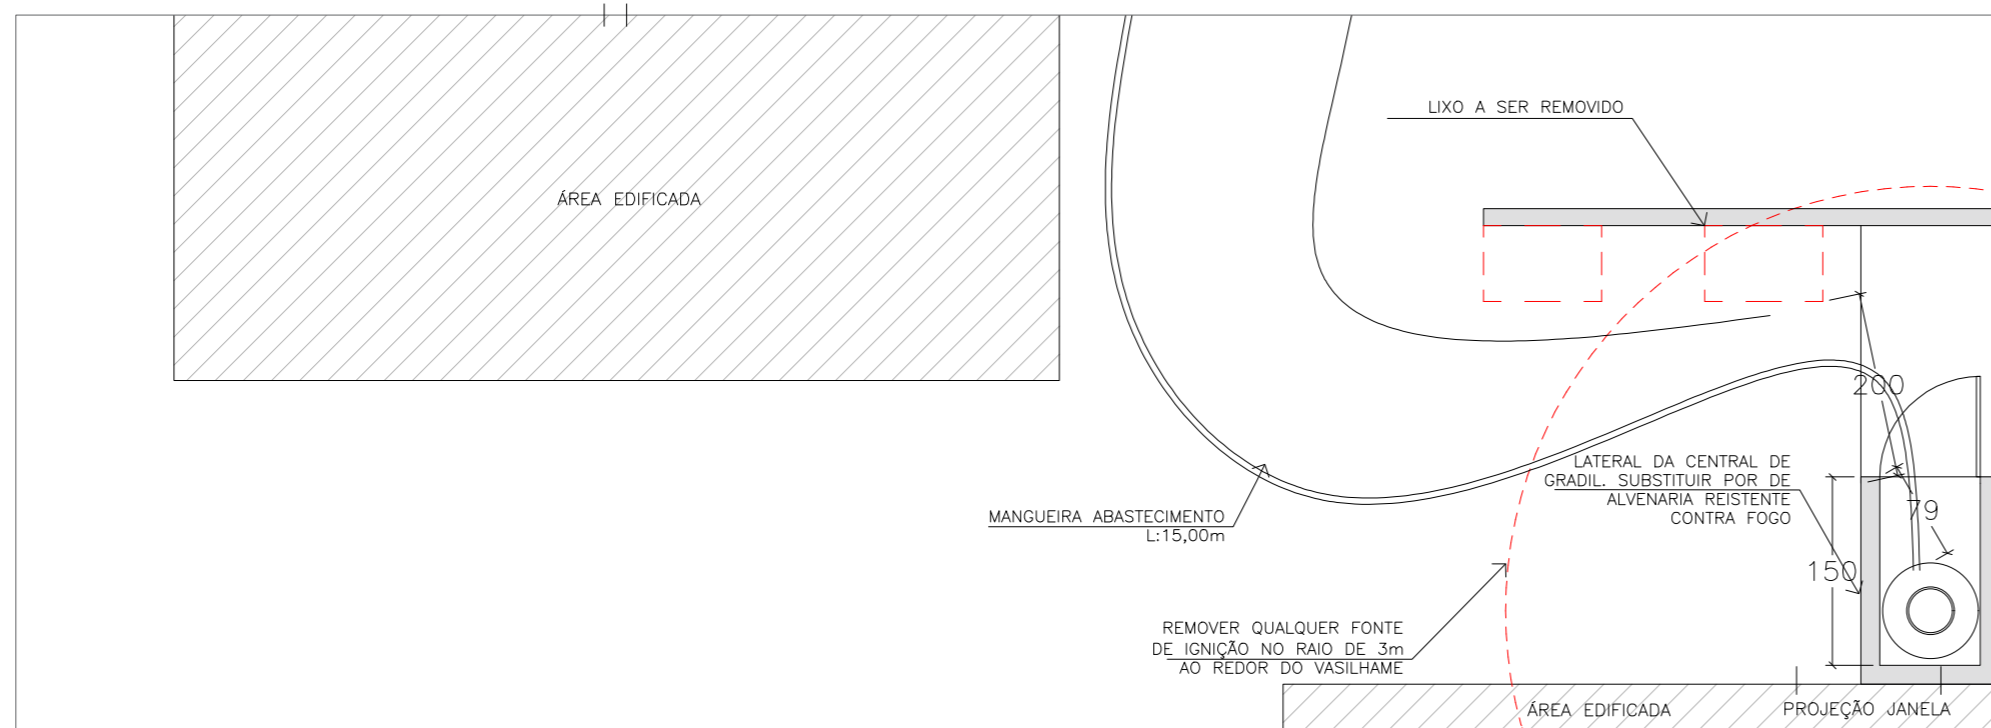 LIXO A SER REMOVIDO
ÁREA EDIFICADA
200
LATERAL DA CENTRAL DE
GRADIL. SUBSTITUIR POR DE
ALVENARIA REISTENTE
CONTRA FOGO
79
MANGUEIRA ABASTECIMENTO
L:15,00m
150
REMOVER QUALQUER FONTE
DE IGNIÇÃO NO RAIO DE 3m
AO REDOR DO VASILHAME
ÁREA EDIFICADA
PROJEÇÃO JANELA